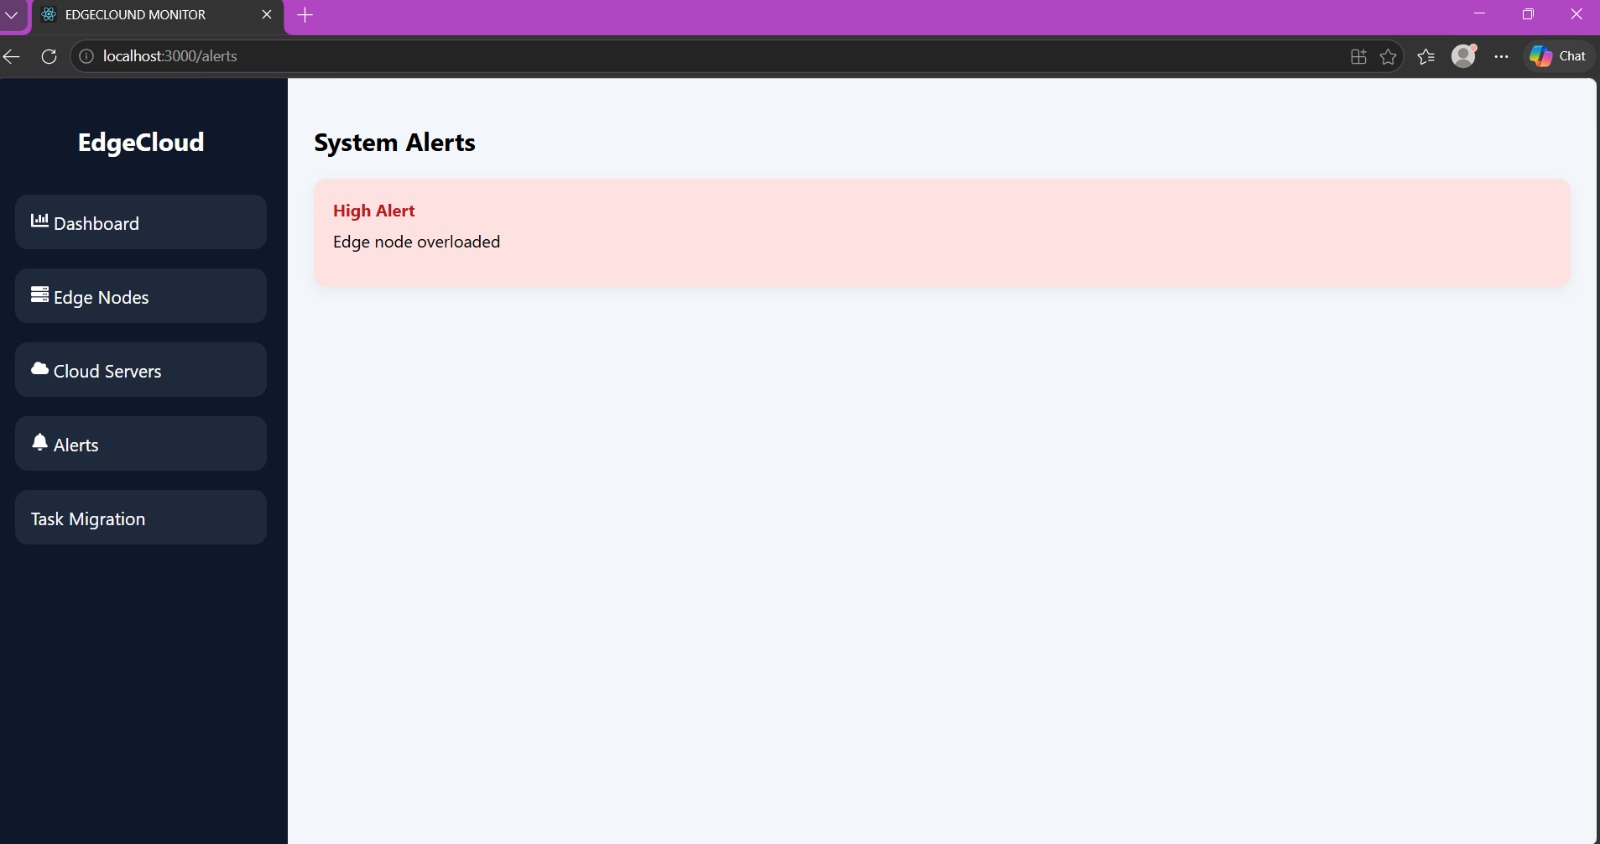 EDGECLOUND MONITOR
localhost:3000/alerts
Chat
EdgeCloud
Dashboard
Edge Nodes
Cloud Servers
Alerts
Task Migration
System Alerts
High Alert
Edge node overloaded